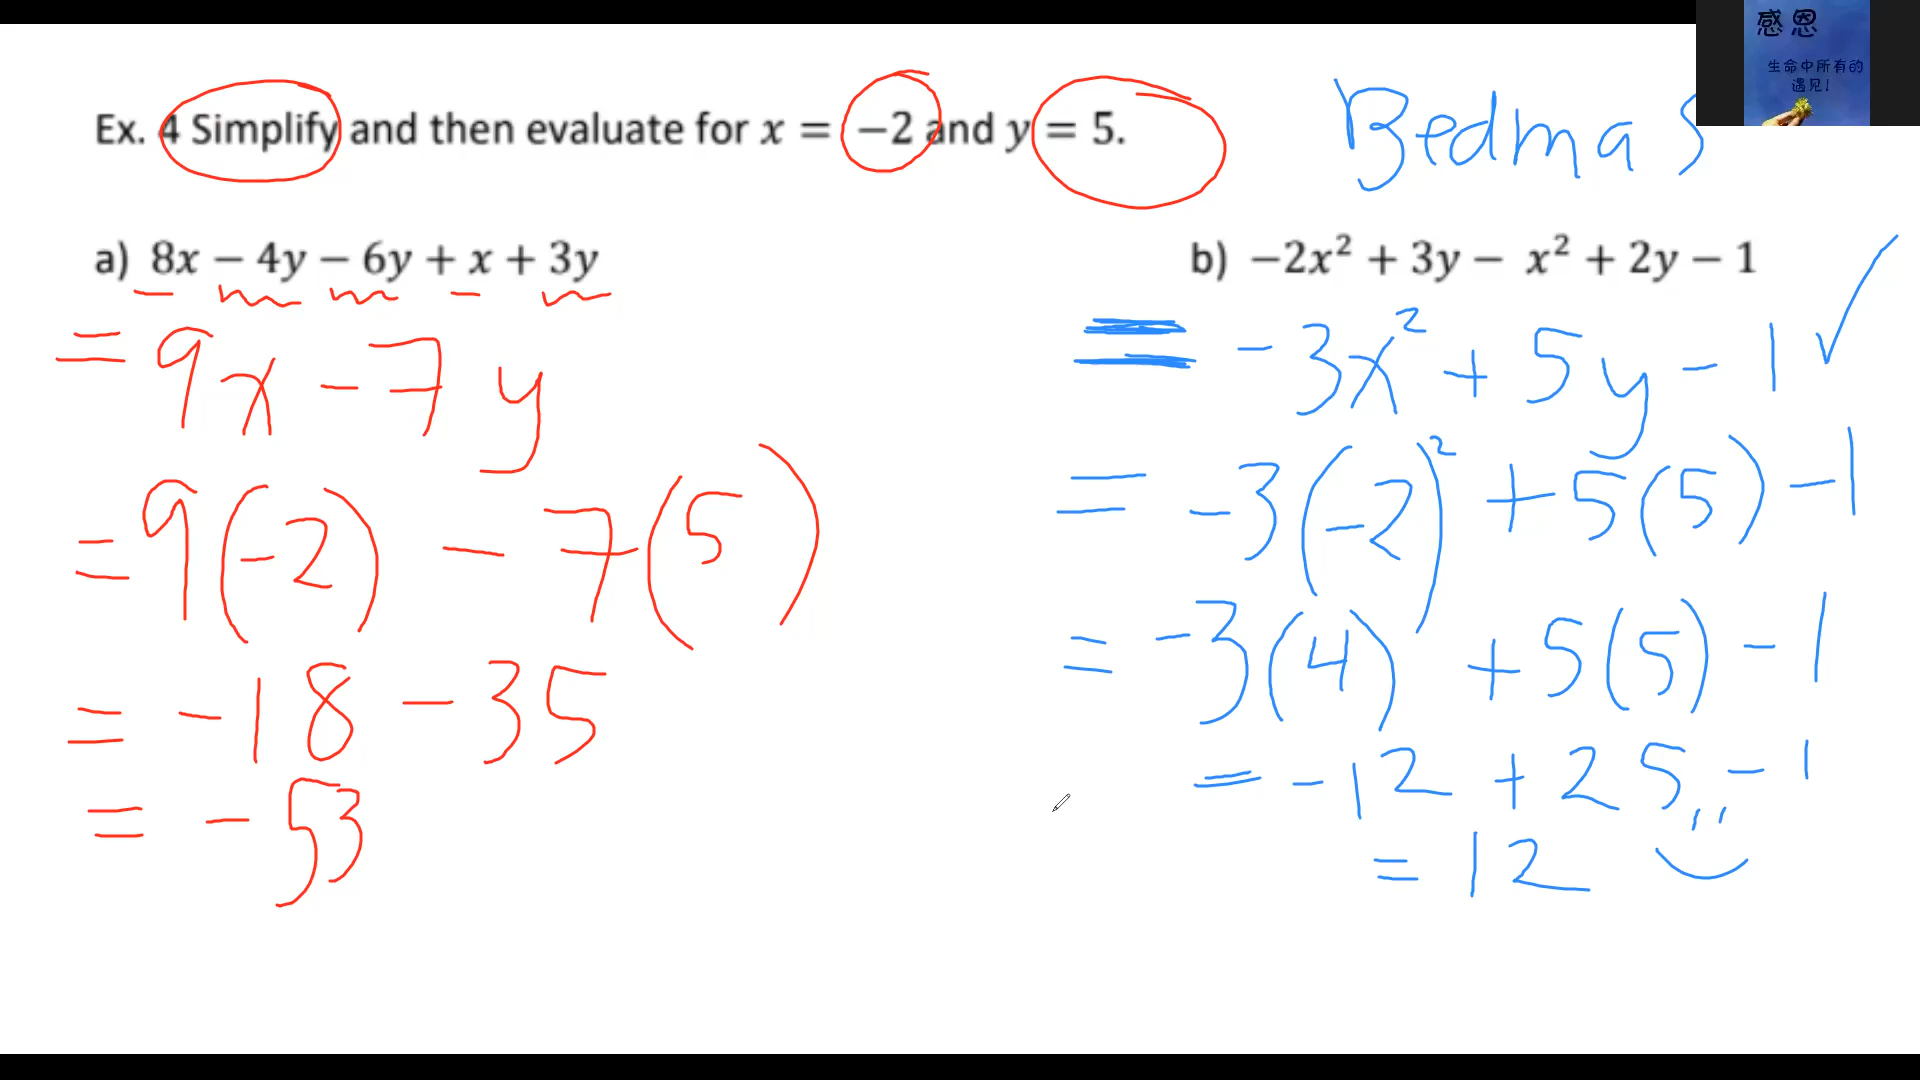 感恩
生命中所有的
遇见!
Ex. 4 Simplify and then evaluate for x = −2 and y = 5.
Bedmas
a) 8x − 4y − 6y + x + 3y
= 9x − 7y
= 9(−2) − 7(5)
= −18 − 35
= −53
b) −2x² + 3y − x² + 2y − 1
= −3x² + 5y − 1 ✓
= −3(−2)² + 5(5) − 1
= −3(4) + 5(5) − 1
= −12 + 25 − 1
= 12